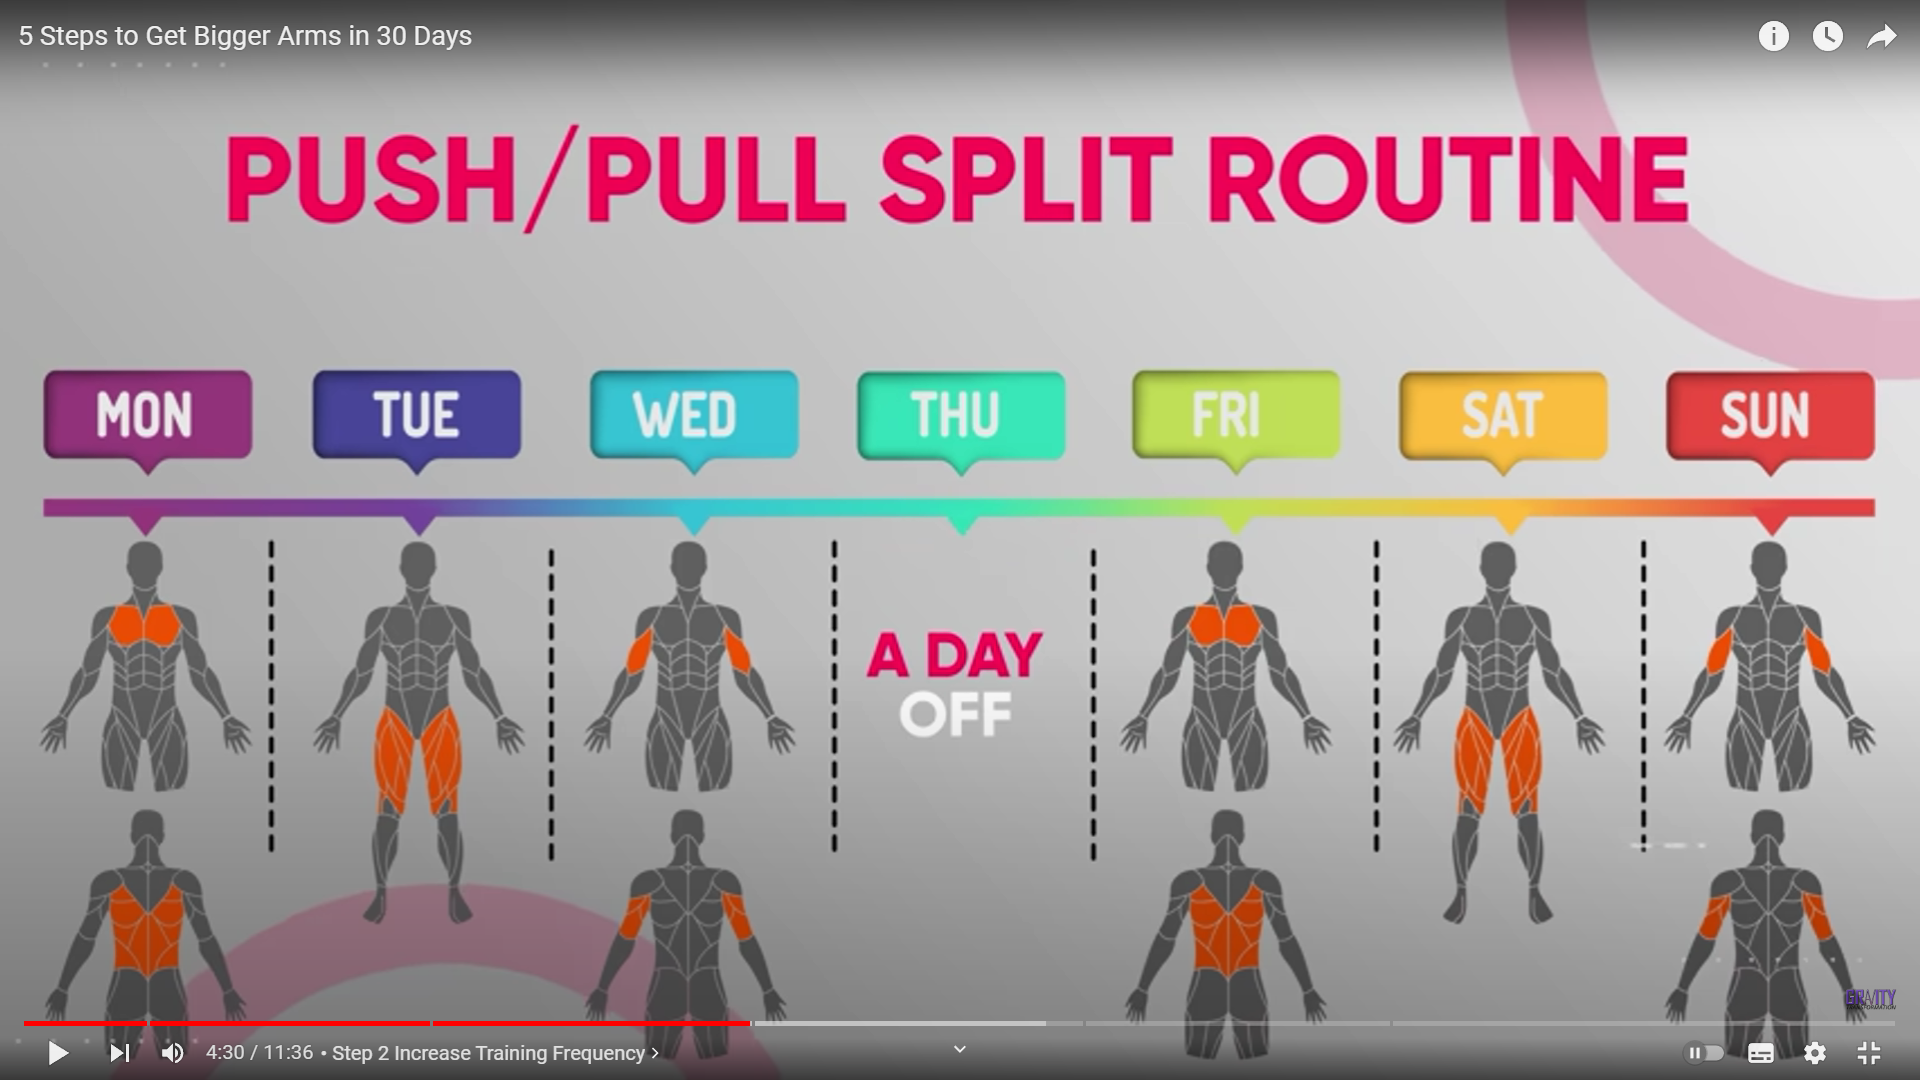 5 Steps to Get Bigger Arms in 30 Days
PUSH/PULL SPLIT ROUTINE
MON TUE WED THU FRI SAT SUN
A DAY
OFF
GRAVITY
TRANSFORMATION
4:30 / 11:36 • Step 2 Increase Training Frequency